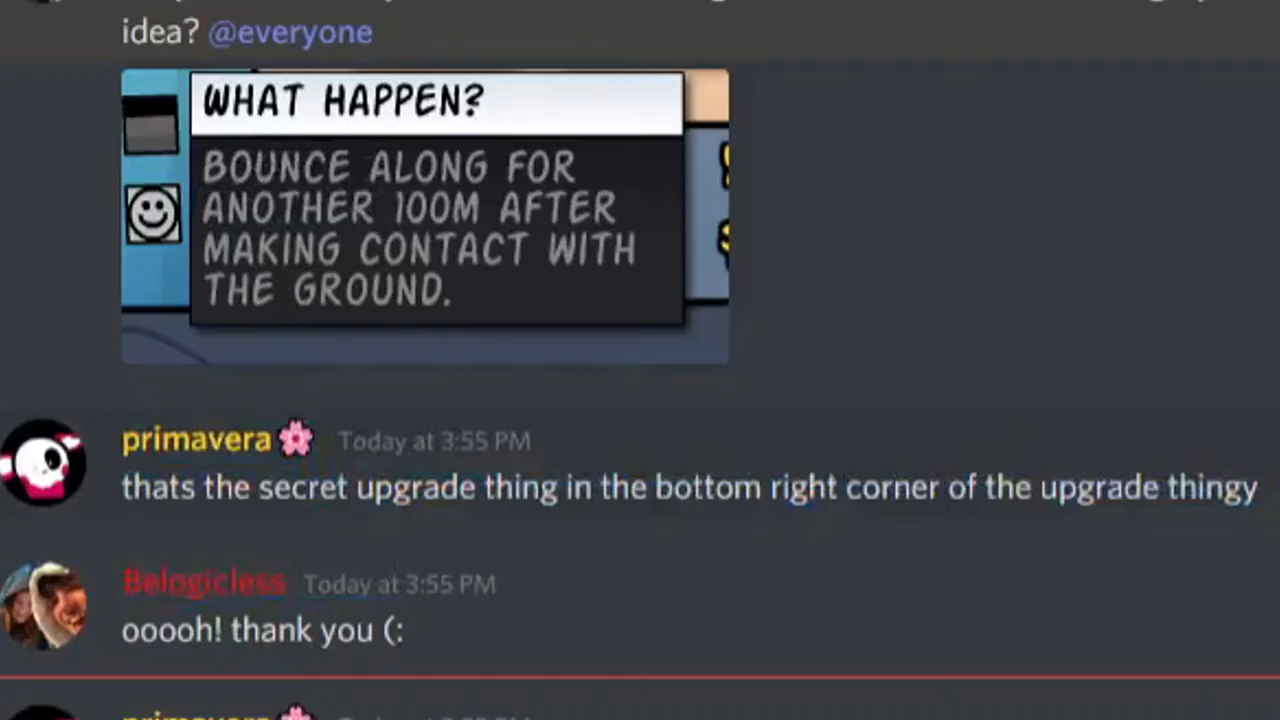 idea? @everyone
WHAT HAPPEN?
BOUNCE ALONG FOR
ANOTHER 100M AFTER
MAKING CONTACT WITH
THE GROUND.
primavera🌸 Today at 3:55 PM
thats the secret upgrade thing in the bottom right corner of the upgrade thingy
Belogicless Today at 3:55 PM
ooooh! thank you (:
primavera🌸